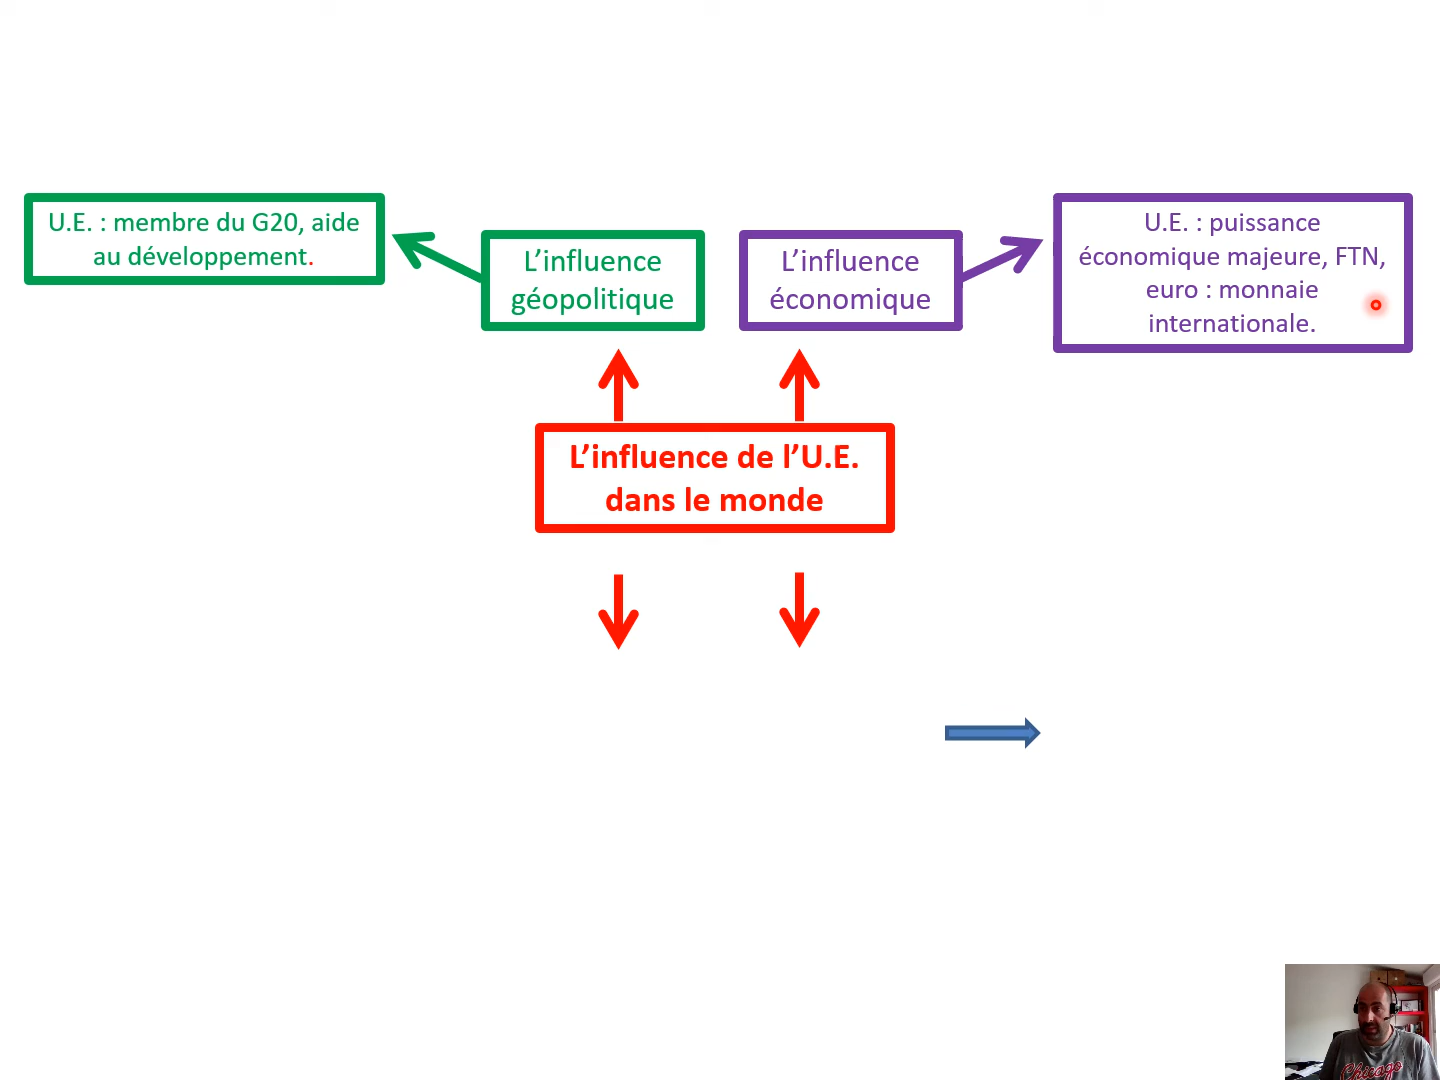 U.E. : membre du G20, aide
au développement.
L’influence
géopolitique
L’influence
économique
U.E. : puissance
économique majeure, FTN,
euro : monnaie
internationale.
L’influence de l’U.E.
dans le monde
Chicago